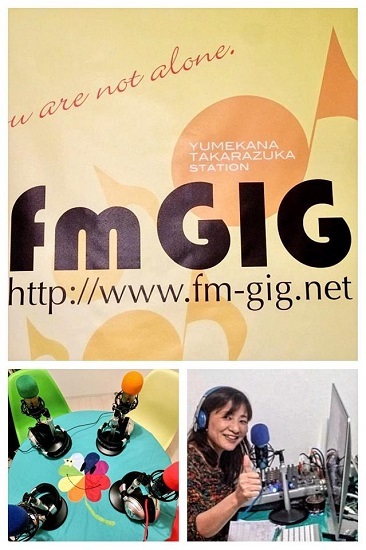 u are not alone.
YUMEKANA
TAKARAZUKA
STATION
fmGIG
http://www.fm-gig.net